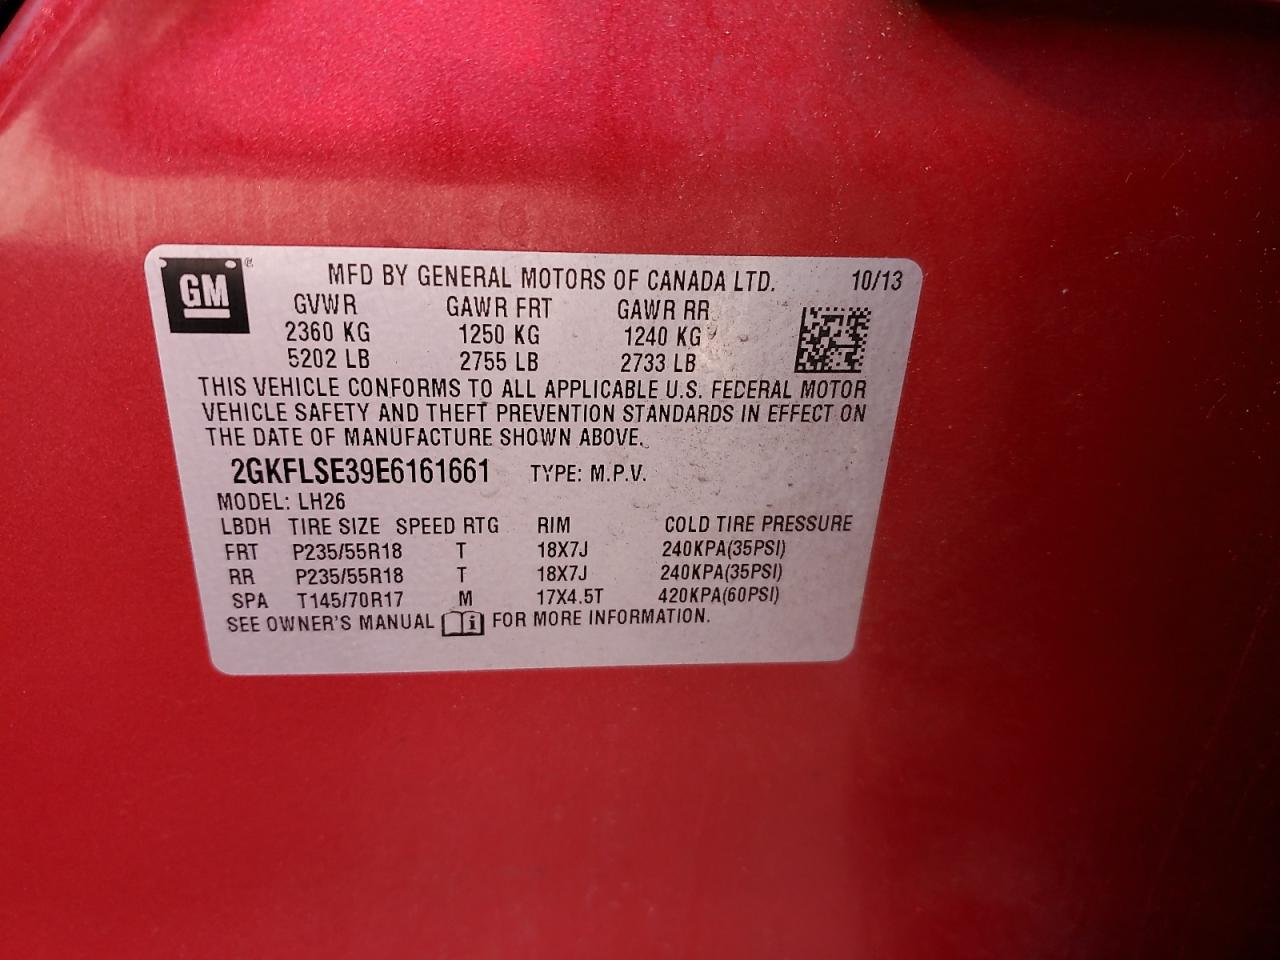 GM MFD BY GENERAL MOTORS OF CANADA LTD. 10/13
GVWR GAWR FRT GAWR RR
2360 KG 1250 KG 1240 KG
5202 LB 2755 LB 2733 LB
THIS VEHICLE CONFORMS TO ALL APPLICABLE U.S. FEDERAL MOTOR
VEHICLE SAFETY AND THEFT PREVENTION STANDARDS IN EFFECT ON
THE DATE OF MANUFACTURE SHOWN ABOVE.
2GKFLSE39E6161661 TYPE: M.P.V.
MODEL: LH26
LBDH TIRE SIZE SPEED RTG RIM COLD TIRE PRESSURE
FRT P235/55R18 T 18X7J 240KPA(35PSI)
RR P235/55R18 T 18X7J 240KPA(35PSI)
SPA T145/70R17 M 17X4.5T 420KPA(60PSI)
SEE OWNER'S MANUAL i FOR MORE INFORMATION.